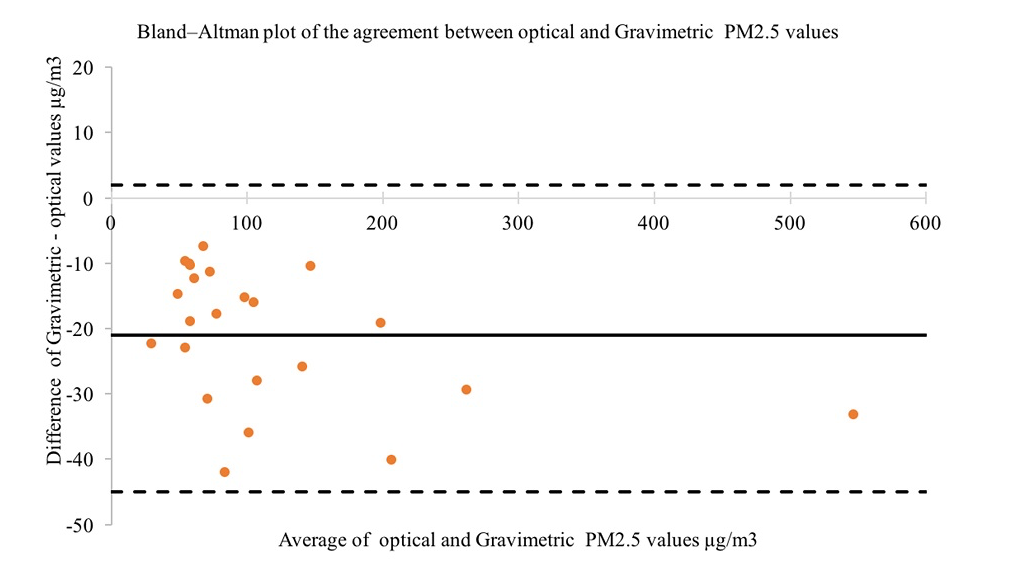 Bland–Altman plot of the agreement between optical and Gravimetric PM2.5 values
Difference of Gravimetric - optical values µg/m3
20
10
0
-10
-20
-30
-40
-50
0 100 200 300 400 500 600
Average of optical and Gravimetric PM2.5 values µg/m3